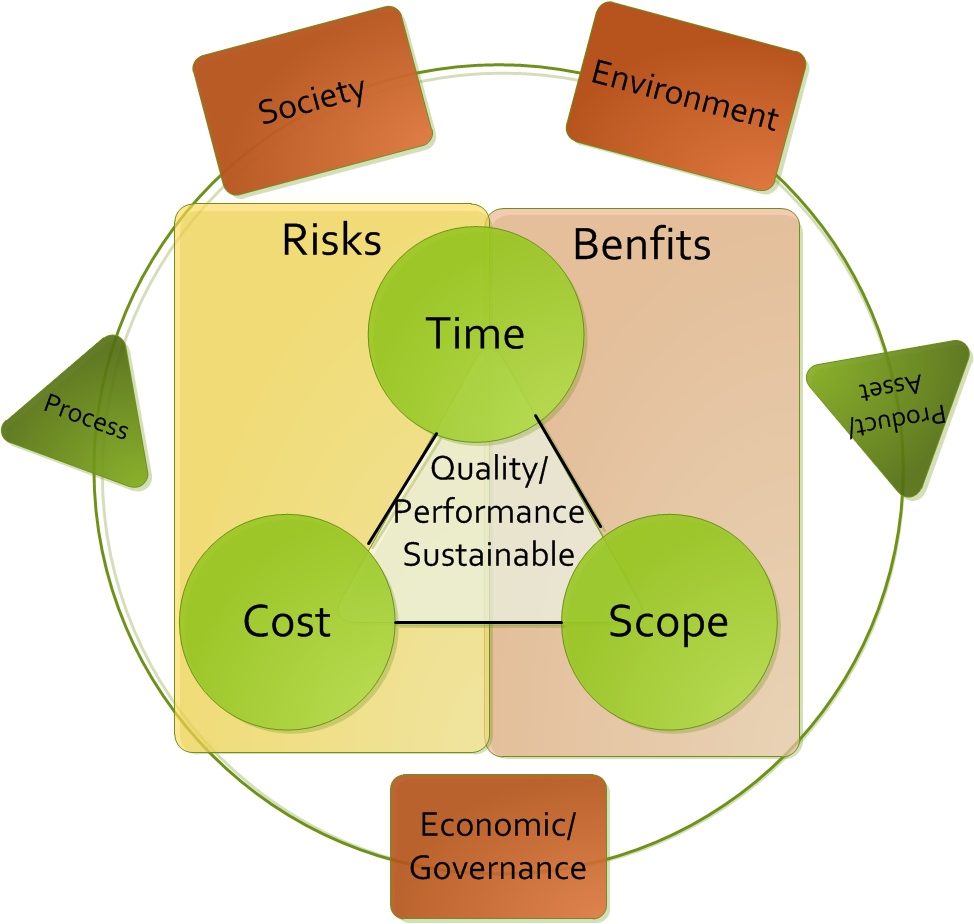 Society
Environment
Risks
Benfits
Time
Process
Product/
Asset
Quality/
Performance
Sustainable
Cost
Scope
Economic/
Governance